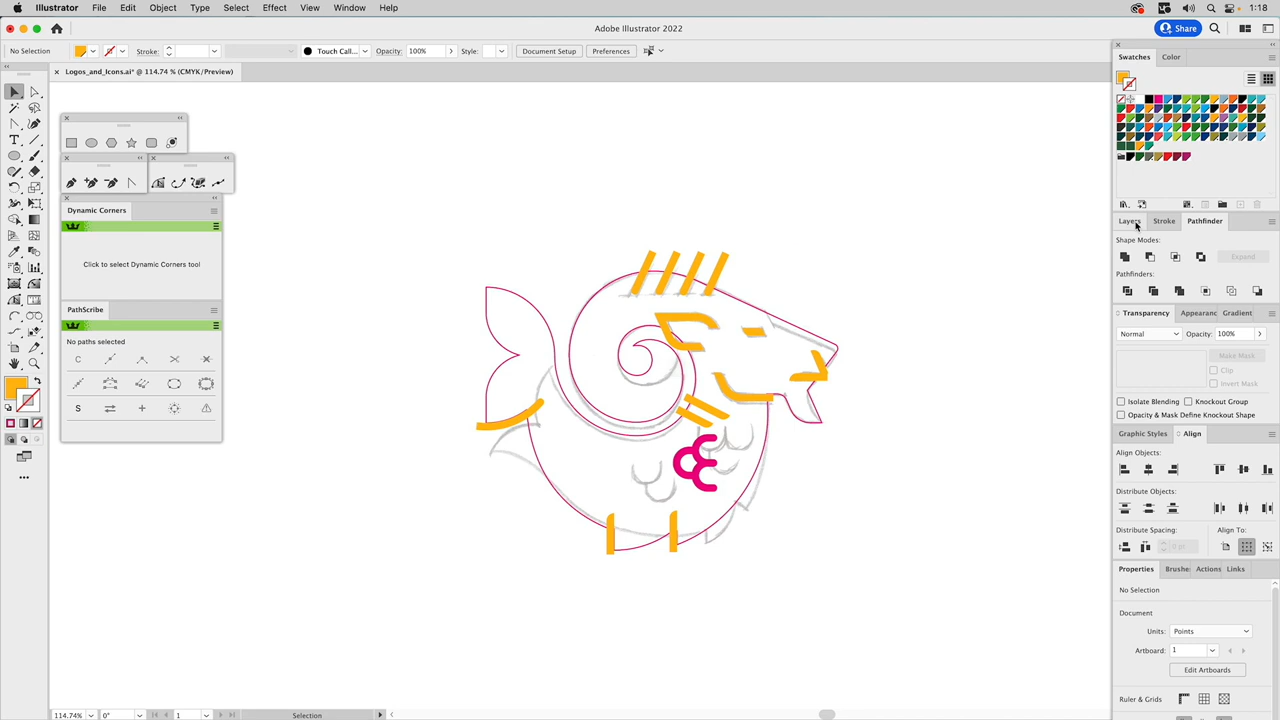 Illustrator File Edit Object Type Select Effect View Window Help 1:18
Adobe Illustrator 2022
Share
No Selection Stroke: Touch Call... Opacity: 100% Style: Document Setup Preferences
Logos_and_Icons.ai* @ 114.74 % (CMYK/Preview)
Swatches Color
Dynamic Corners
Click to select Dynamic Corners tool
PathScribe
No paths selected
C
S
Layers Stroke Pathfinder
Shape Modes:
Expand
Pathfinders:
Transparency Appearanc Gradient
Normal Opacity: 100%
Make Mask
Clip
Invert Mask
Isolate Blending Knockout Group
Opacity & Mask Define Knockout Shape
Graphic Styles Align
Align Objects:
Distribute Objects:
Distribute Spacing: Align To:
0 pt
Properties Brushe Actions Links
No Selection
Document
Units: Points
Artboard: 1
Edit Artboards
Ruler & Grids
114.74% 0° 1 Selection